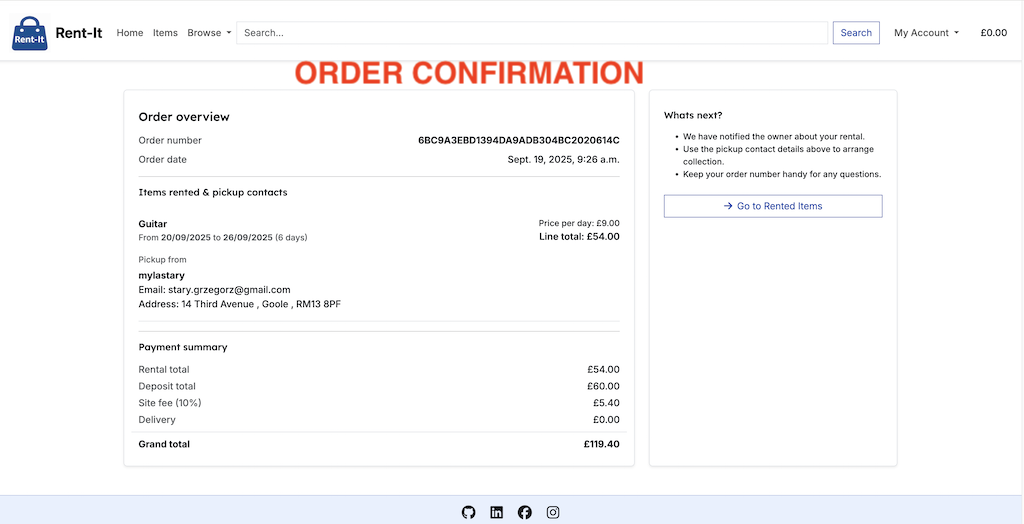 Rent-It
Rent-It
Home Items Browse Search... Search My Account £0.00
ORDER CONFIRMATION
Order overview
Order number 6BC9A3EBD1394DA9ADB304BC2020614C
Order date Sept. 19, 2025, 9:26 a.m.
Items rented & pickup contacts
Guitar Price per day: £9.00
From 20/09/2025 to 26/09/2025 (6 days) Line total: £54.00
Pickup from
mylastary
Email: stary.grzegorz@gmail.com
Address: 14 Third Avenue , Goole , RM13 8PF
Payment summary
Rental total £54.00
Deposit total £60.00
Site fee (10%) £5.40
Delivery £0.00
Grand total £119.40
Whats next?
• We have notified the owner about your rental.
• Use the pickup contact details above to arrange
collection.
• Keep your order number handy for any questions.
→ Go to Rented Items